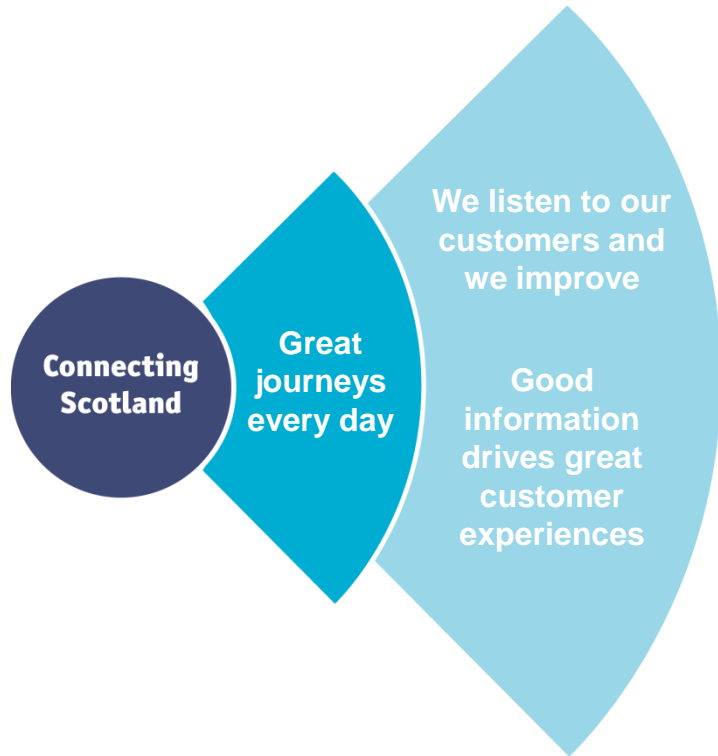 Connecting
Scotland
Great
journeys
every day
We listen to our
customers and
we improve
Good
information
drives great
customer
experiences